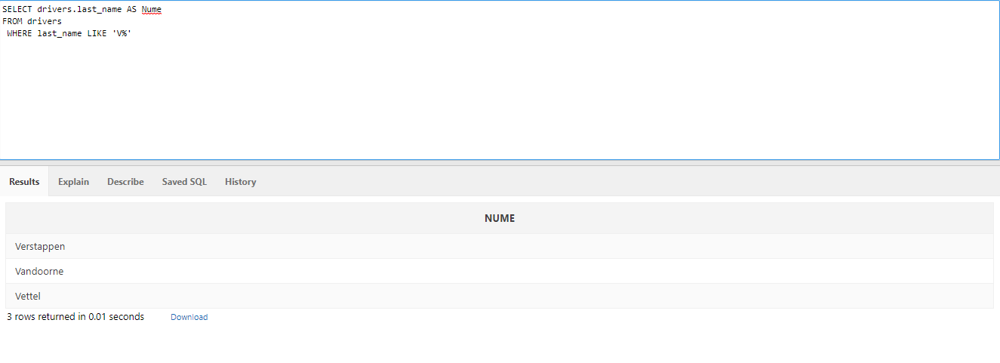 SELECT drivers.last_name AS Nume
FROM drivers
WHERE last_name LIKE 'V%'
Results Explain Describe Saved SQL History
NUME
Verstappen
Vandoorne
Vettel
3 rows returned in 0.01 seconds Download